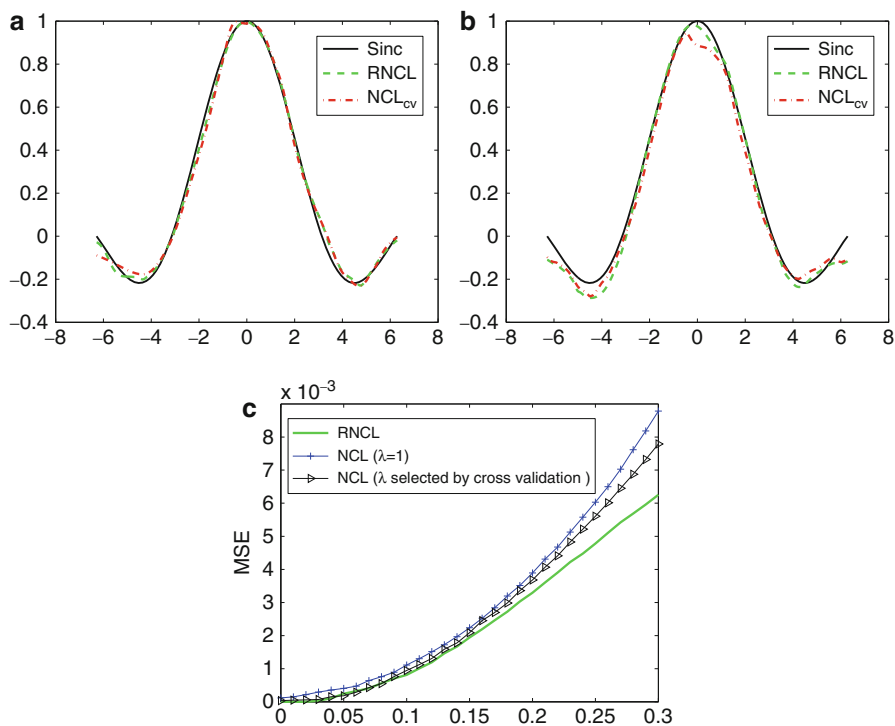 a
1
0.8
0.6
0.4
0.2
0
−0.2
−0.4
−8 −6 −4 −2 0 2 4 6 8
Sinc
RNCL
NCLcv
b
1
0.8
0.6
0.4
0.2
0
−0.2
−0.4
−8 −6 −4 −2 0 2 4 6 8
Sinc
RNCL
NCLcv
c
x 10−3
8
7
6
5
4
3
2
1
0
MSE
RNCL
NCL (λ=1)
NCL (λ selected by cross validation )
0 0.05 0.1 0.15 0.2 0.25 0.3